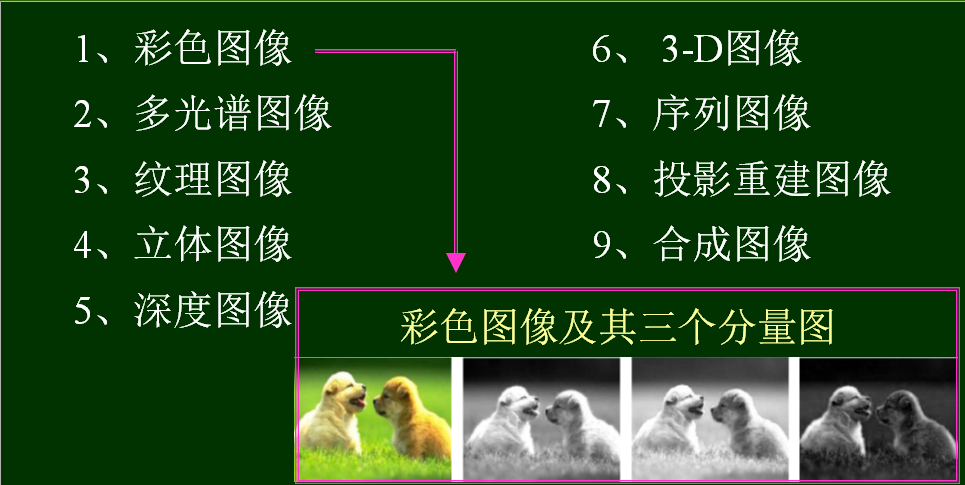 1、彩色图像
2、多光谱图像
3、纹理图像
4、立体图像
5、深度图像
6、 3-D图像
7、序列图像
8、投影重建图像
9、合成图像
彩色图像及其三个分量图